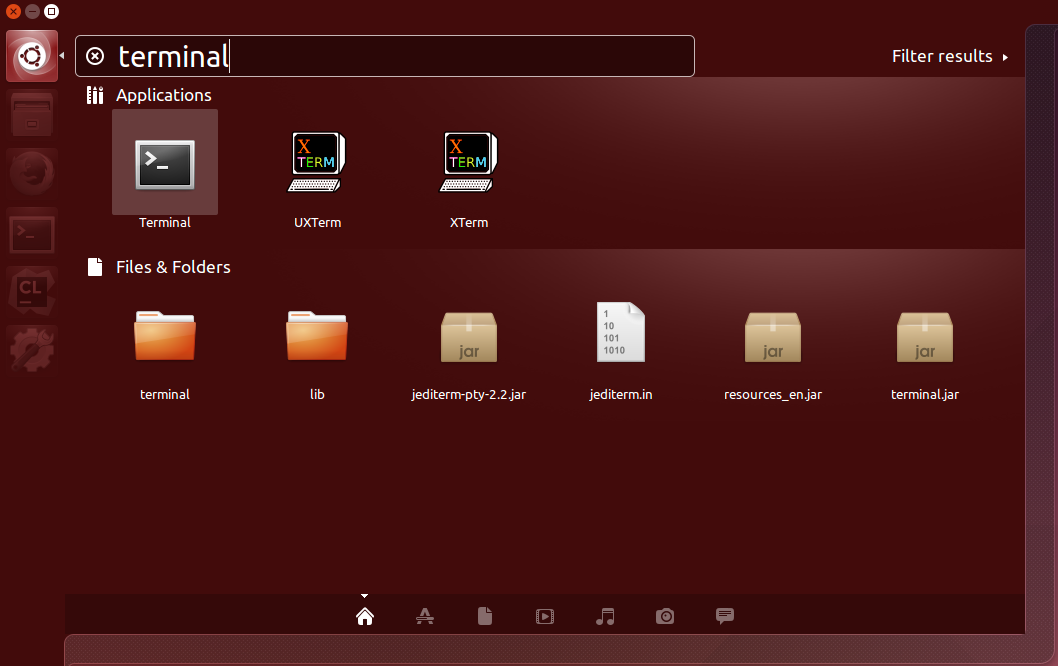 terminal
Filter results
Applications
>_
X
TERM
X
TERM
Terminal
UXTerm
XTerm
>_
CL
Files & Folders
jar
1
10
101
1010
jar
jar
terminal
lib
jediterm-pty-2.2.jar
jediterm.in
resources_en.jar
terminal.jar